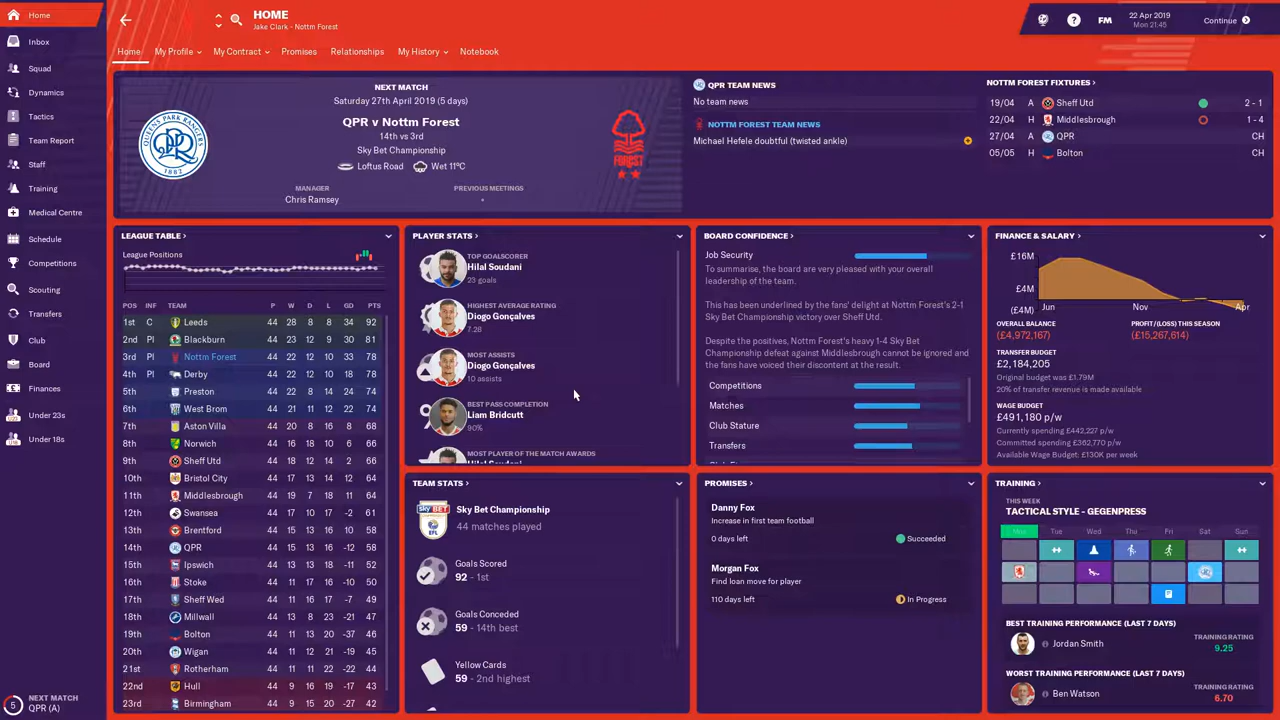 Home
Inbox
Squad
Dynamics
Tactics
Team Report
Staff
Training
Medical Centre
Schedule
Competitions
Scouting
Transfers
Club
Board
Finances
Under 23s
Under 18s
5
NEXT MATCH
QPR (A)
HOME
Jake Clark - Nottm Forest
FM
22 Apr 2019
Mon 21:45
Continue
Home
My Profile
My Contract
Promises
Relationships
My History
Notebook
QUEENS PARK RANGERS
QPR
1882
NEXT MATCH
Saturday 27th April 2019 (5 days)
QPR v Nottm Forest
14th vs 3rd
Sky Bet Championship
Loftus Road Wet 11ºC
MANAGER
Chris Ramsey
PREVIOUS MEETINGS
-
FOREST
QPR TEAM NEWS
No team news
NOTTM FOREST TEAM NEWS
Michael Hefele doubtful (twisted ankle)
NOTTM FOREST FIXTURES >
19/04 A Sheff Utd 2 - 1
22/04 H Middlesbrough 1 - 4
27/04 A QPR CH
05/05 H Bolton CH
LEAGUE TABLE >
League Positions
POS INF TEAM P W D L GD PTS
1st C Leeds 44 28 8 8 34 92
2nd PI Blackburn 44 23 12 9 30 81
3rd PI Nottm Forest 44 22 12 10 33 78
4th PI Derby 44 22 12 10 18 78
5th Preston 44 22 8 14 24 74
6th West Brom 44 21 11 12 22 74
7th Aston Villa 44 20 8 16 8 68
8th Norwich 44 16 18 10 6 66
9th Sheff Utd 44 18 12 14 2 66
10th Bristol City 44 17 13 14 12 64
11th Middlesbrough 44 19 7 18 11 64
12th Swansea 44 17 10 17 -2 61
13th Brentford 44 15 13 16 10 58
14th QPR 44 15 13 16 -12 58
15th Ipswich 44 13 13 18 -11 52
16th Stoke 44 11 17 16 -10 50
17th Sheff Wed 44 11 16 17 -7 49
18th Millwall 44 13 8 23 -21 47
19th Bolton 44 11 13 20 -37 46
20th Wigan 44 11 12 21 -19 45
21st Rotherham 44 11 11 22 -22 44
22nd Hull 44 9 16 19 -17 43
23rd Birmingham 44 9 15 20 -27 42
PLAYER STATS >
TOP GOALSCORER
Hilal Soudani
23 goals
HIGHEST AVERAGE RATING
Diogo Gonçalves
7.28
MOST ASSISTS
Diogo Gonçalves
10 assists
BEST PASS COMPLETION
Liam Bridcutt
90%
MOST PLAYER OF THE MATCH AWARDS
Hilal Soudani
TEAM STATS >
sky BET
EFL
Sky Bet Championship
44 matches played
Goals Scored
92 - 1st
Goals Conceded
59 - 14th best
Yellow Cards
59 - 2nd highest
BOARD CONFIDENCE >
Job Security
To summarise, the board are very pleased with your overall
leadership of the team.
This has been underlined by the fans' delight at Nottm Forest's 2-1
Sky Bet Championship victory over Sheff Utd.
Despite the positives, Nottm Forest's heavy 1-4 Sky Bet
Championship defeat against Middlesbrough cannot be ignored and
the fans have voiced their discontent at the result.
Competitions
Matches
Club Stature
Transfers
PROMISES >
Danny Fox
Increase in first team football
0 days left Succeeded
Morgan Fox
Find loan move for player
110 days left In Progress
FINANCE & SALARY >
£16M
£4M
(£4M)
Jun Nov Apr
OVERALL BALANCE
(£4,972,167)
PROFIT/(LOSS) THIS SEASON
(£15,267,614)
TRANSFER BUDGET
£2,184,205
Original budget was £1.79M
20% of transfer revenue is made available
WAGE BUDGET
£491,180 p/w
Currently spending £442,227 p/w
Committed spending £362,770 p/w
Available Wage Budget: £130K per week
TRAINING >
THIS WEEK
TACTICAL STYLE - GEGENPRESS
Mon Tue Wed Thu Fri Sat Sun
BEST TRAINING PERFORMANCE (LAST 7 DAYS)
Jordan Smith
TRAINING RATING
9.25
WORST TRAINING PERFORMANCE (LAST 7 DAYS)
Ben Watson
TRAINING RATING
6.70